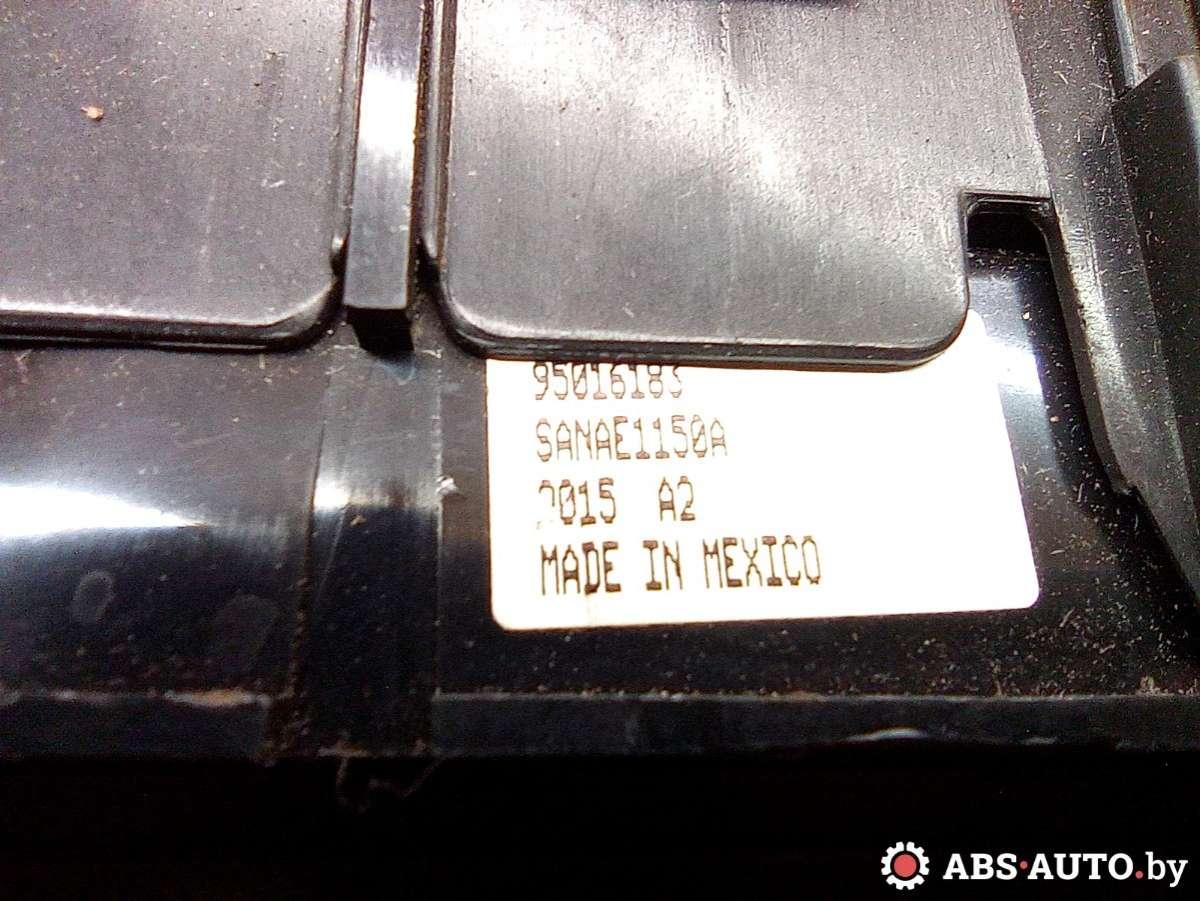 95016183
SANAE1150A
2015 A2
MADE IN MEXICO
ABS·AUTO.by